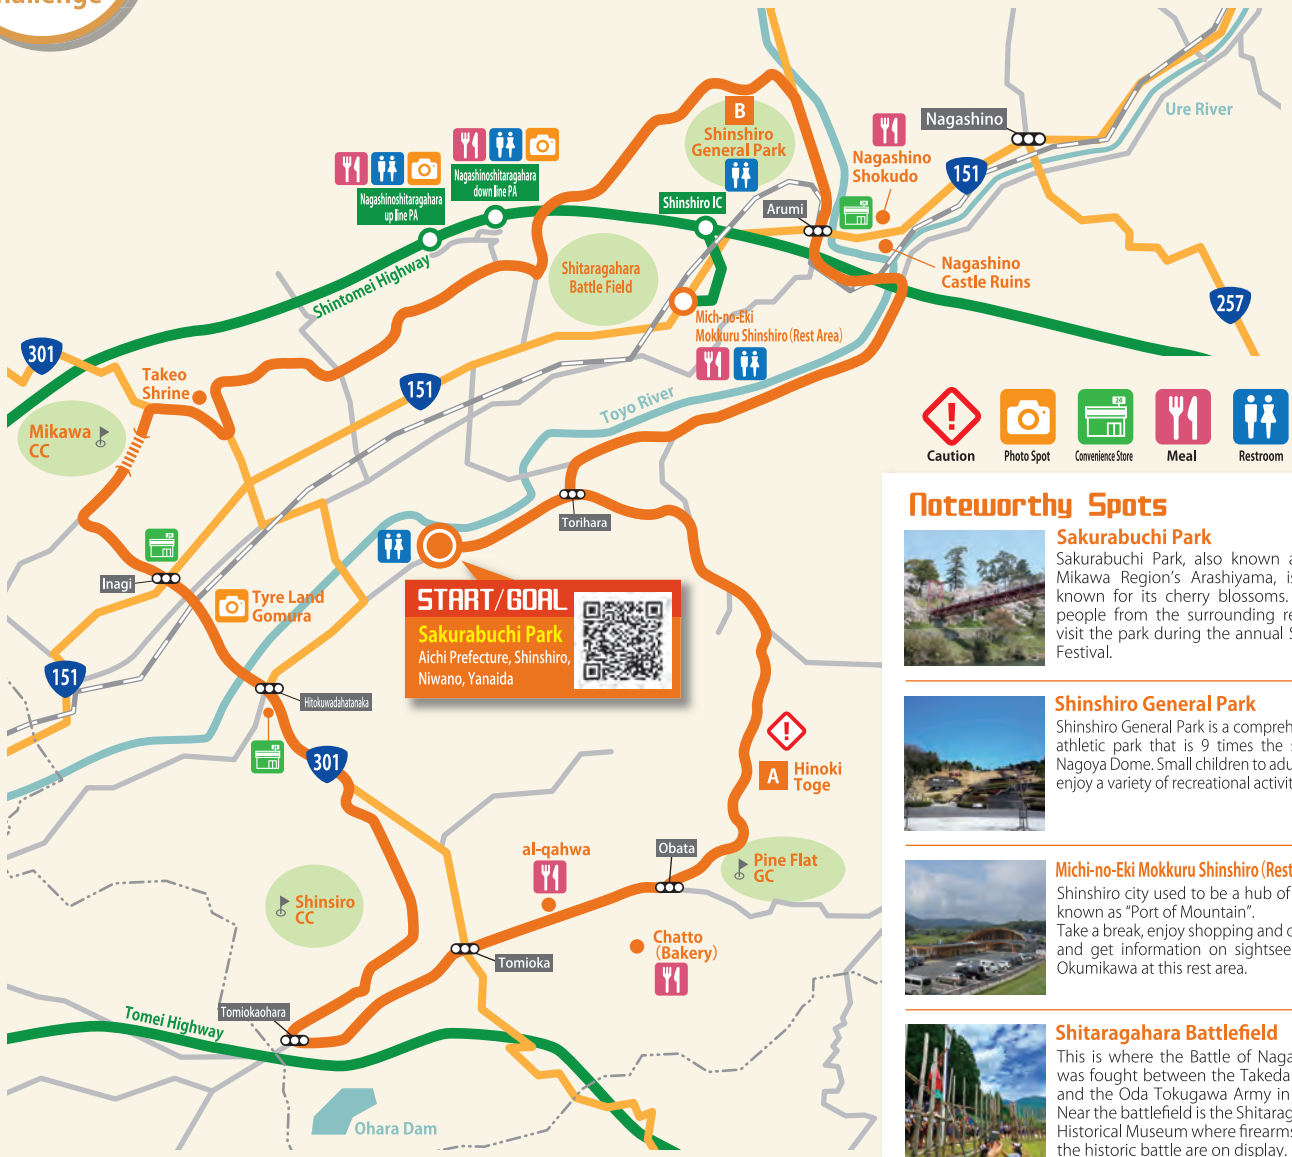 B
Shinshiro
General Park
Nagashino
Ure River
Nagashino
Shokudo
151
Nagashinoshitaragahara
down line PA
Nagashinoshitaragahara
up line PA
Shinshiro IC
Arumi
Shitaragahara
Battle Field
Nagashino
Castle Ruins
Shintomei Highway
257
Mich-no-Eki
Mokkuru Shinshiro (Rest Area)
301
Takeo
Shrine
151
Toyo River
Mikawa
CC
Caution
Photo Spot
Convenience Store
Meal
Restroom
Torihara
Inagi
Tyre Land
Gomura
START/GOAL
Sakurabuchi Park
Aichi Prefecture, Shinshiro,
Niwano, Yanaida
151
Hitokuwadahatanaka
301
A
Hinoki
Toge
al-qahwa
Obata
Pine Flat
GC
Shinsiro
CC
Chatto
(Bakery)
Tomioka
Tomiokaohara
Tomei Highway
Ohara Dam
Noteworthy Spots
Sakurabuchi Park
Sakurabuchi Park, also known a
Mikawa Region's Arashiyama, is
known for its cherry blossoms.
people from the surrounding re
visit the park during the annual S
Festival.
Shinshiro General Park
Shinshiro General Park is a compreh
athletic park that is 9 times the s
Nagoya Dome. Small children to adu
enjoy a variety of recreational activit
Michi-no-Eki Mokkuru Shinshiro (Rest
Shinshiro city used to be a hub of
known as "Port of Mountain".
Take a break, enjoy shopping and d
and get information on sightsee
Okumikawa at this rest area.
Shitaragahara Battlefield
This is where the Battle of Naga
was fought between the Takeda
and the Oda Tokugawa Army in
Near the battlefield is the Shitarag
Historical Museum where firearms
the historic battle are on display.